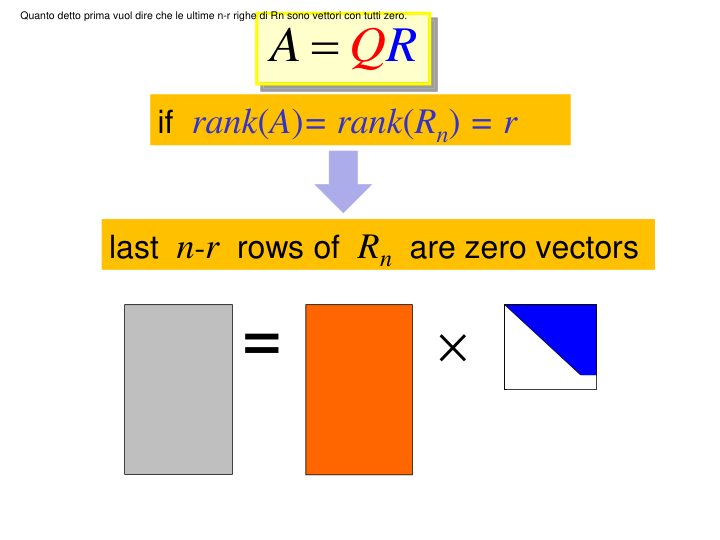 Quanto detto prima vuol dire che le ultime n-r righe di Rn sono vettori con tutti zero.
A = QR
if rank(A)= rank(Rₙ) = r
last n-r rows of Rₙ are zero vectors
= ×